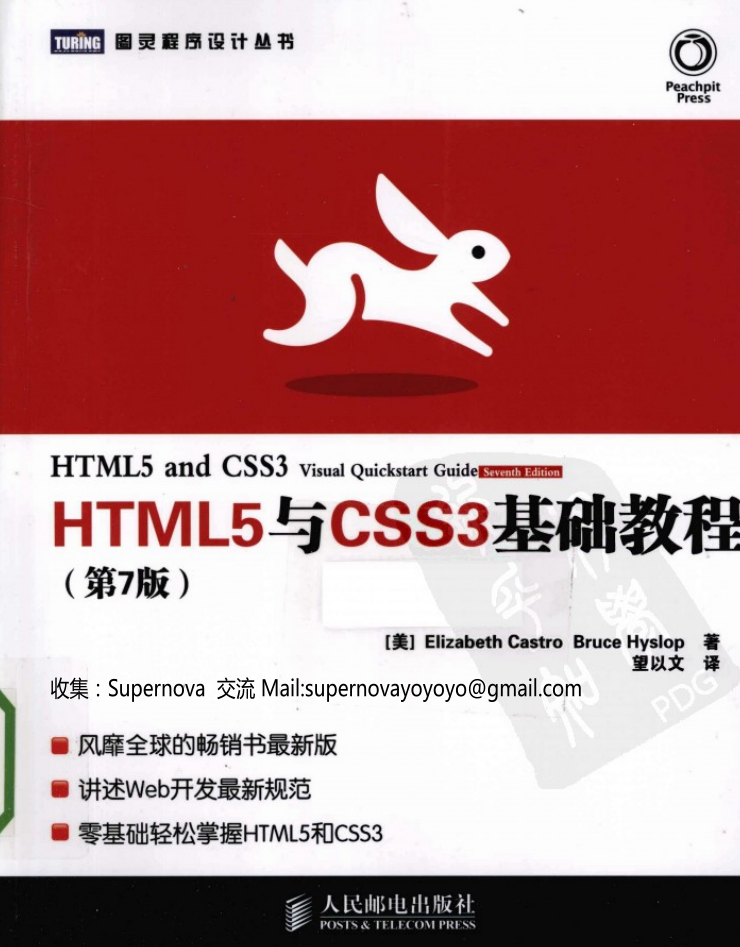 TURING 图灵程序设计丛书
Peachpit
Press
HTML5 and CSS3 Visual Quickstart Guide Seventh Edition
HTML5与CSS3基础教程
(第7版)
[美] Elizabeth Castro Bruce Hyslop 著
望以文 译
收集:Supernova 交流 Mail:supernovayoyoyo@gmail.com
风靡全球的畅销书最新版
讲述Web开发最新规范
零基础轻松掌握HTML5和CSS3
PDG
人民邮电出版社
POSTS & TELECOM PRESS